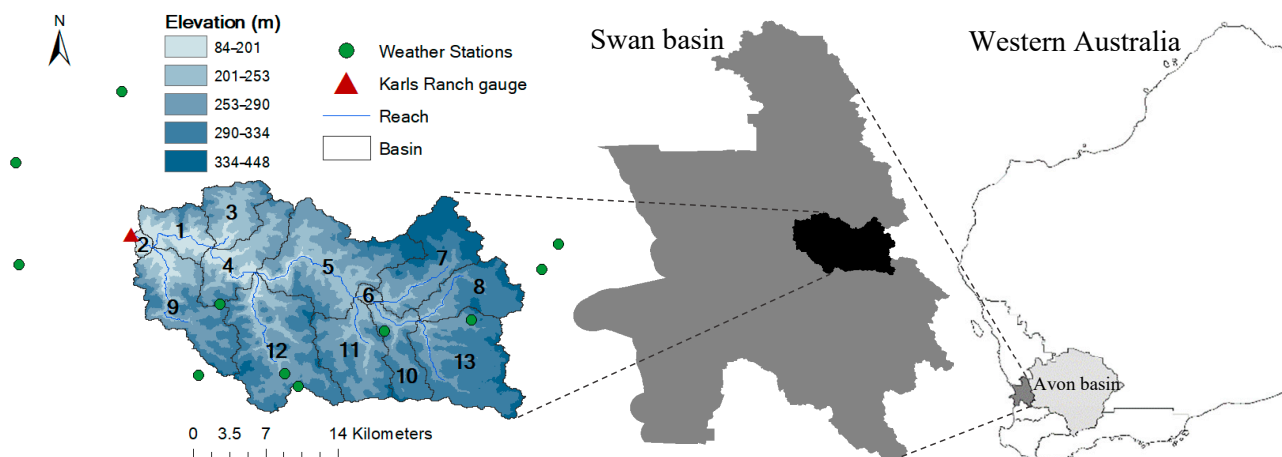 N
Elevation (m)
84–201
201–253
253–290
290–334
334–448
Weather Stations
Karls Ranch gauge
Reach
Basin
Swan basin
Western Australia
Avon basin
1
2
3
4
5
6
7
8
9
10
11
12
13
0 3.5 7 14 Kilometers